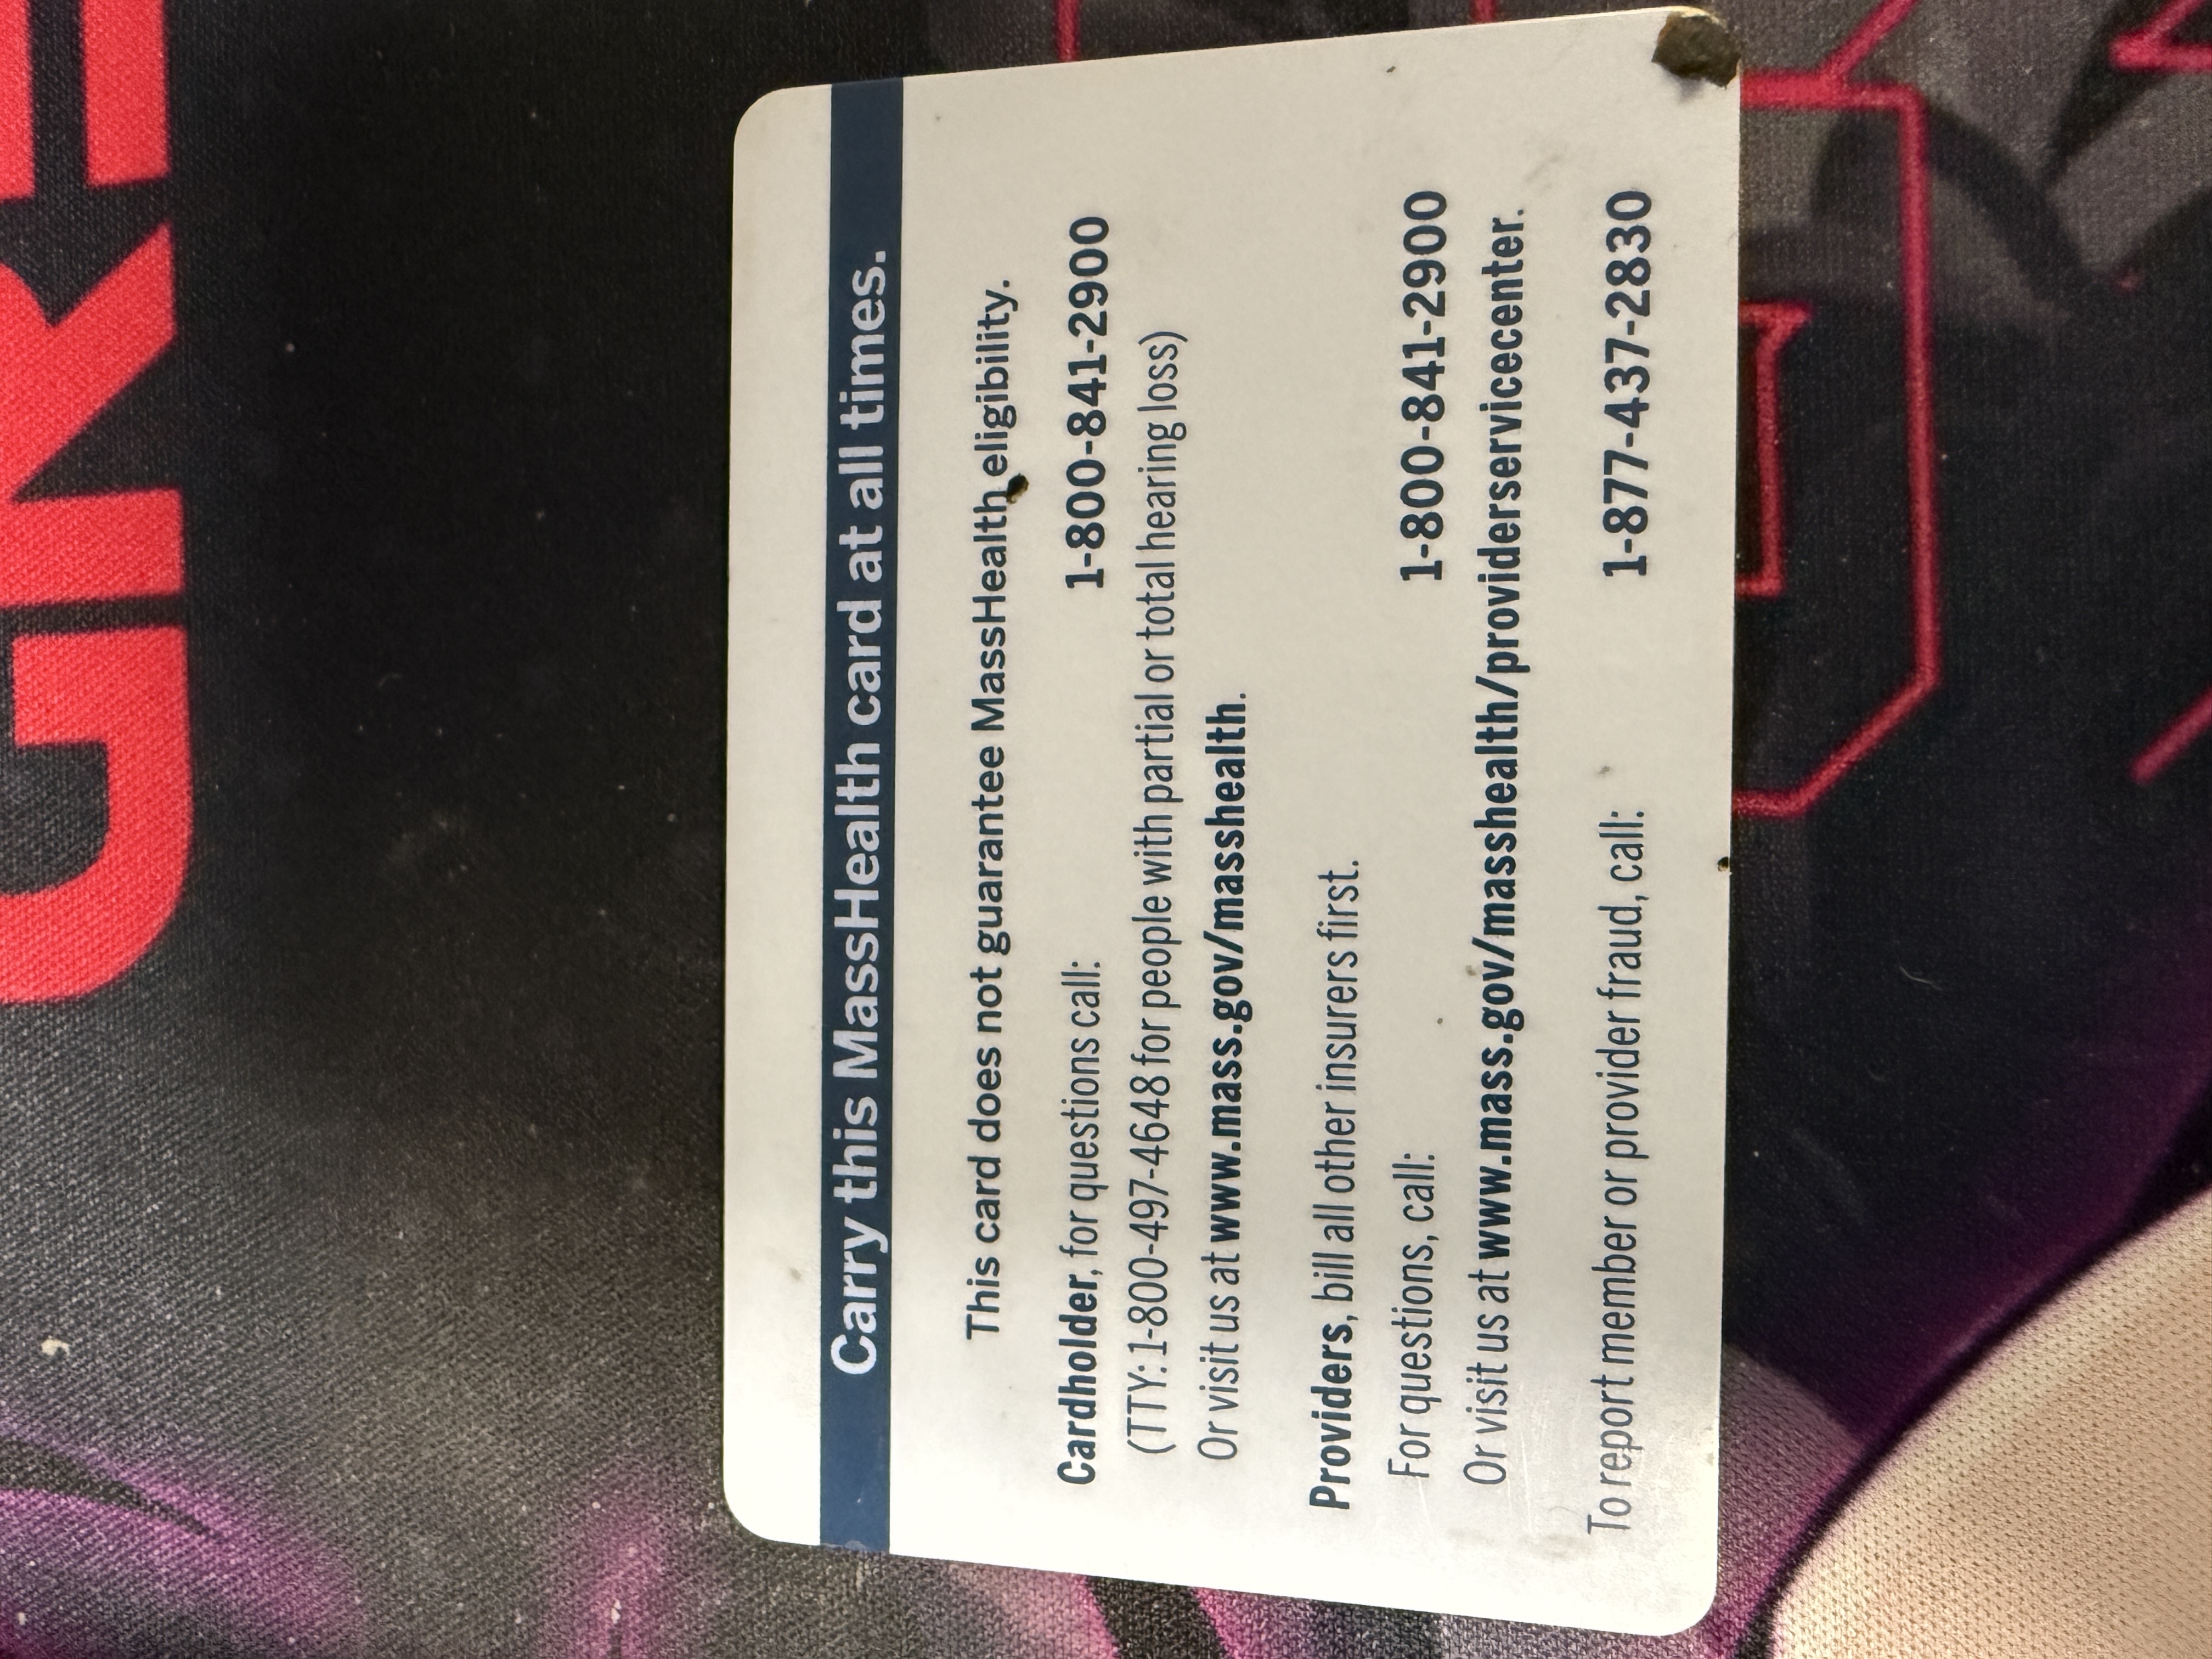 Carry this MassHealth card at all times.
This card does not guarantee MassHealth eligibility.
Cardholder, for questions call: 1-800-841-2900
(TTY: 1-800-497-4648 for people with partial or total hearing loss)
Or visit us at www.mass.gov/masshealth.
Providers, bill all other insurers first.
For questions, call: 1-800-841-2900
Or visit us at www.mass.gov/masshealth/providerservicecenter.
To report member or provider fraud, call: 1-877-437-2830